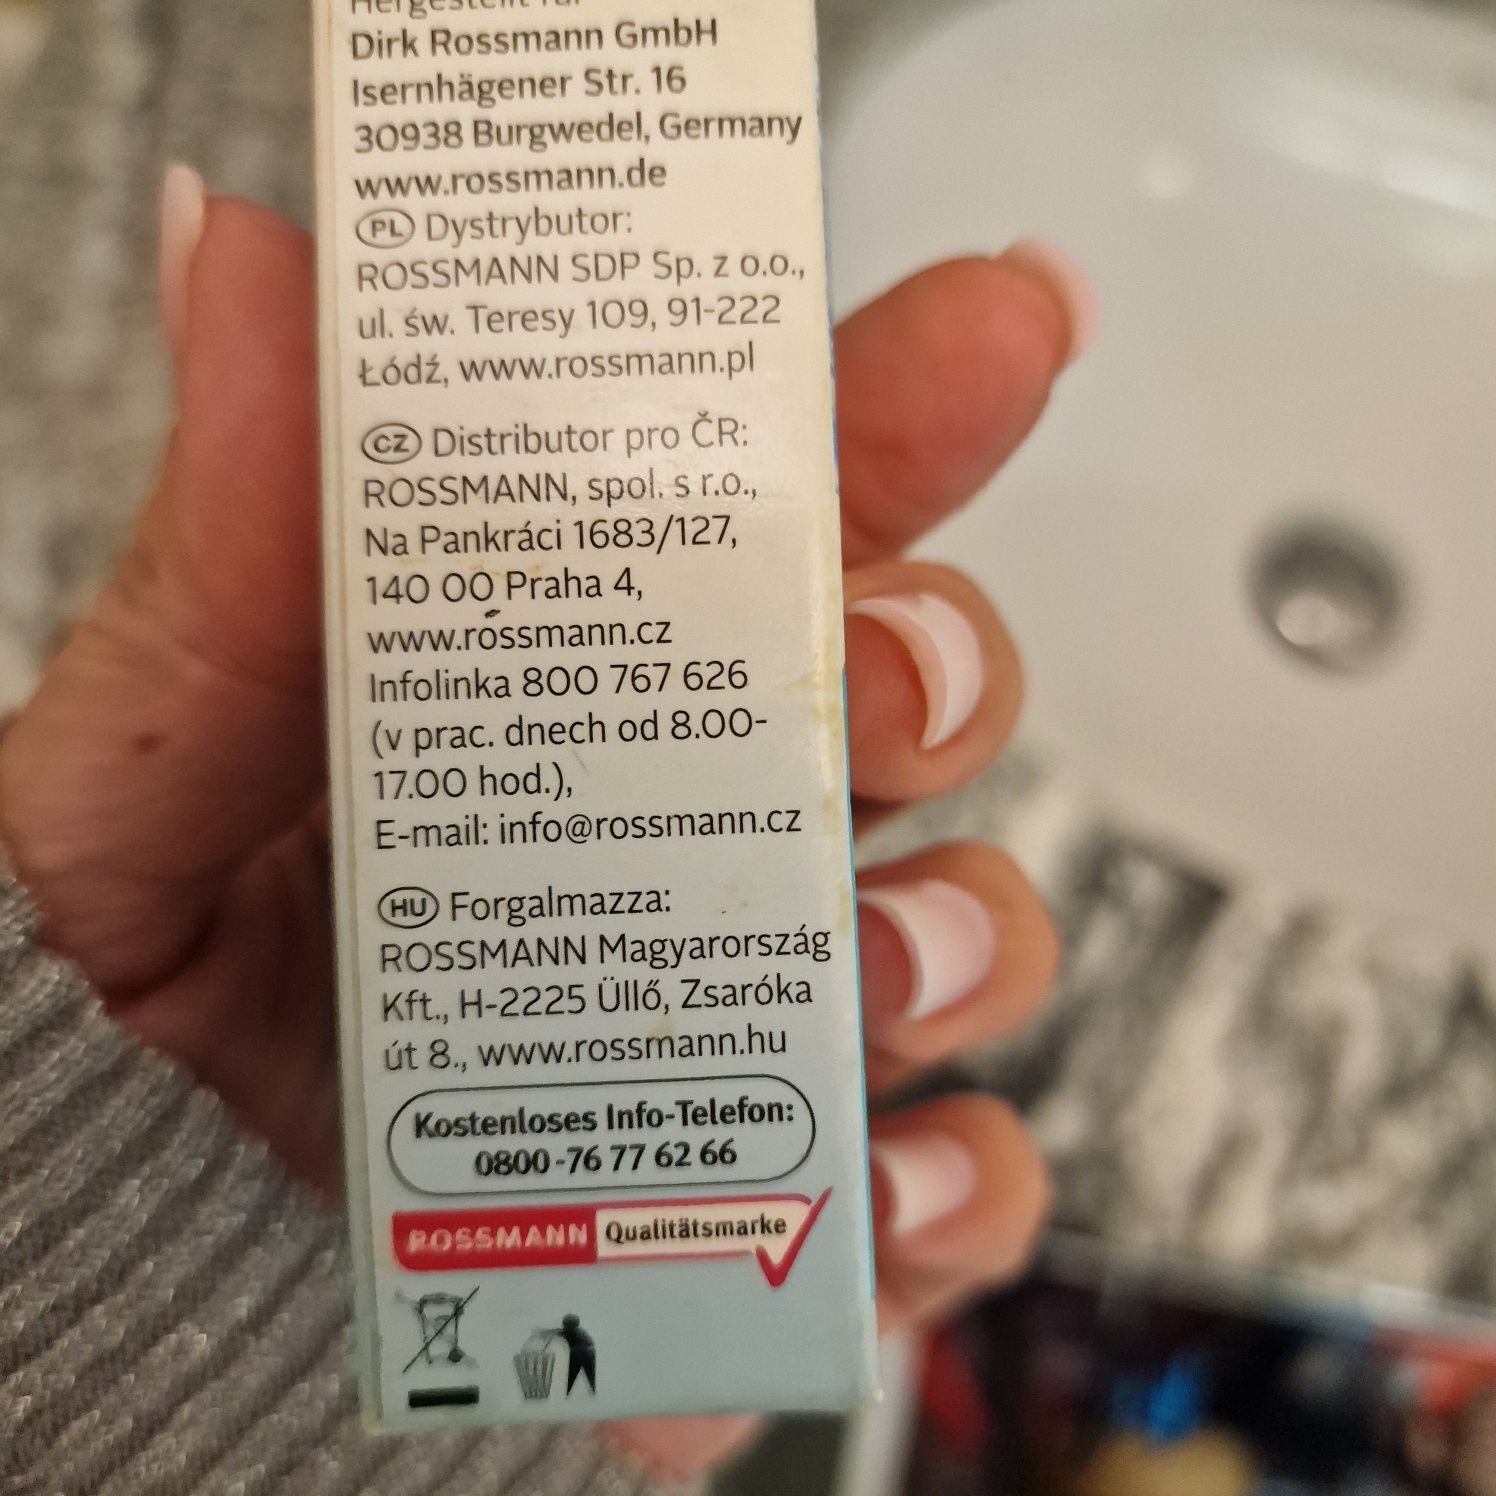 Hergestellt für
Dirk Rossmann GmbH
Isernhägener Str. 16
30938 Burgwedel, Germany
www.rossmann.de
PL Dystrybutor:
ROSSMANN SDP Sp. z o.o.,
ul. św. Teresy 109, 91-222
Łódź, www.rossmann.pl
CZ Distributor pro ČR:
ROSSMANN, spol. s r.o.,
Na Pankráci 1683/127,
140 00 Praha 4,
www.rossmann.cz
Infolinka 800 767 626
(v prac. dnech od 8.00-
17.00 hod.),
E-mail: info@rossmann.cz
HU Forgalmazza:
ROSSMANN Magyarország
Kft., H-2225 Üllő, Zsaróka
út 8., www.rossmann.hu
Kostenloses Info-Telefon:
0800-76 77 62 66
ROSSMANN Qualitätsmarke